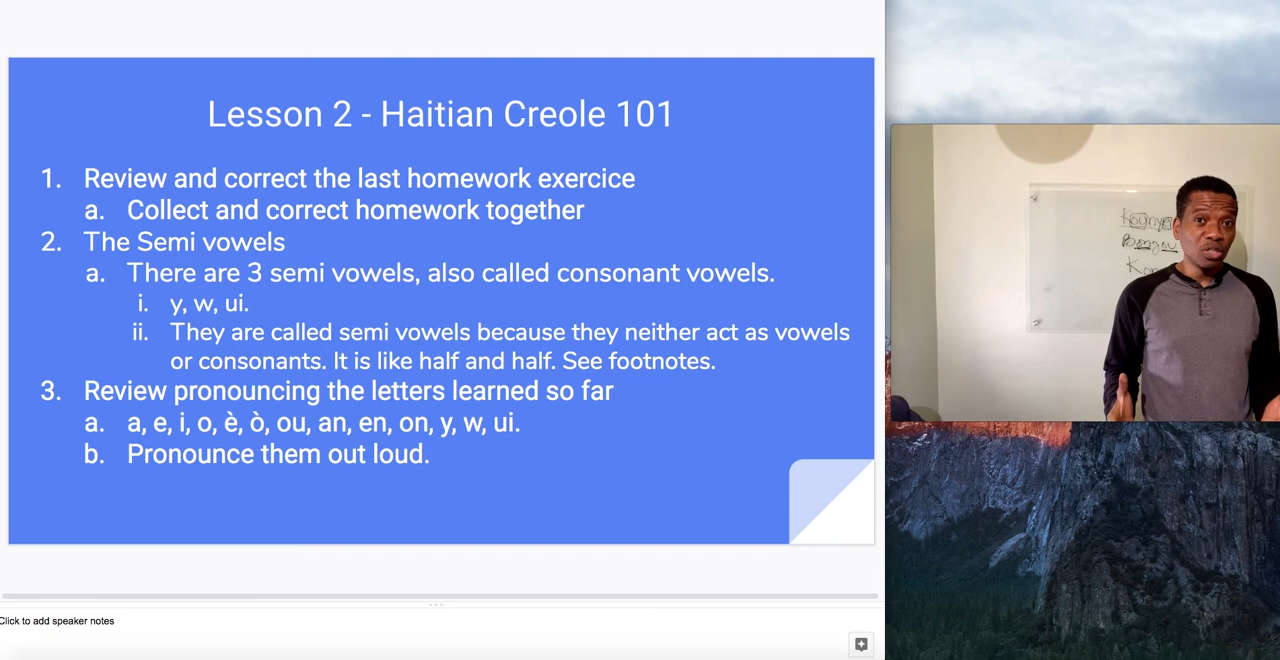 Lesson 2 - Haitian Creole 101
1. Review and correct the last homework exercice
a. Collect and correct homework together
2. The Semi vowels
a. There are 3 semi vowels, also called consonant vowels.
i. y, w, ui.
ii. They are called semi vowels because they neither act as vowels
or consonants. It is like half and half. See footnotes.
3. Review pronouncing the letters learned so far
a. a, e, i, o, è, ò, ou, an, en, on, y, w, ui.
b. Pronounce them out loud.
Click to add speaker notes